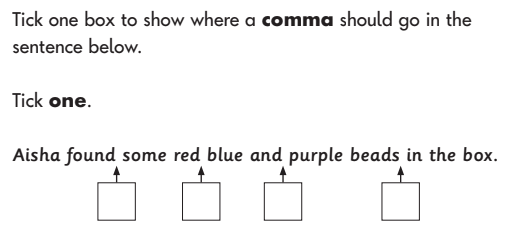 Tick one box to show where a comma should go in the
sentence below.
Tick one.
Aisha found some red blue and purple beads in the box.